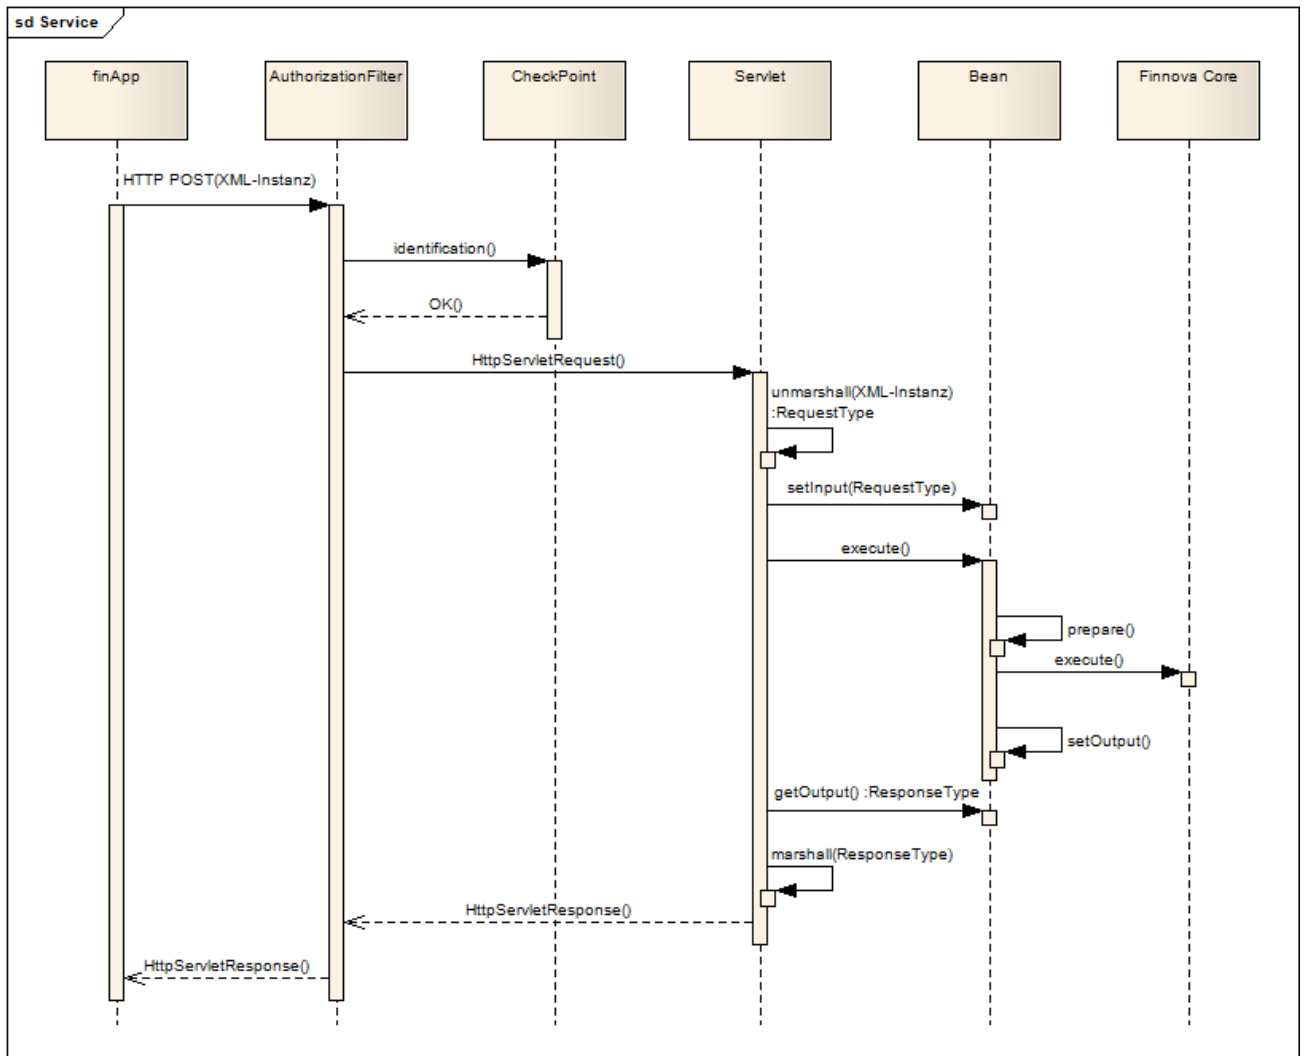 sd Service
finApp
AuthorizationFilter
CheckPoint
Servlet
Bean
Finnova Core
HTTP POST(XML-Instanz)
identification()
OK()
HttpServletRequest()
unmarshall(XML-Instanz)
:RequestType
setInput(RequestType)
execute()
prepare()
execute()
setOutput()
getOutput() :ResponseType
marshall(ResponseType)
HttpServletResponse()
HttpServletResponse()